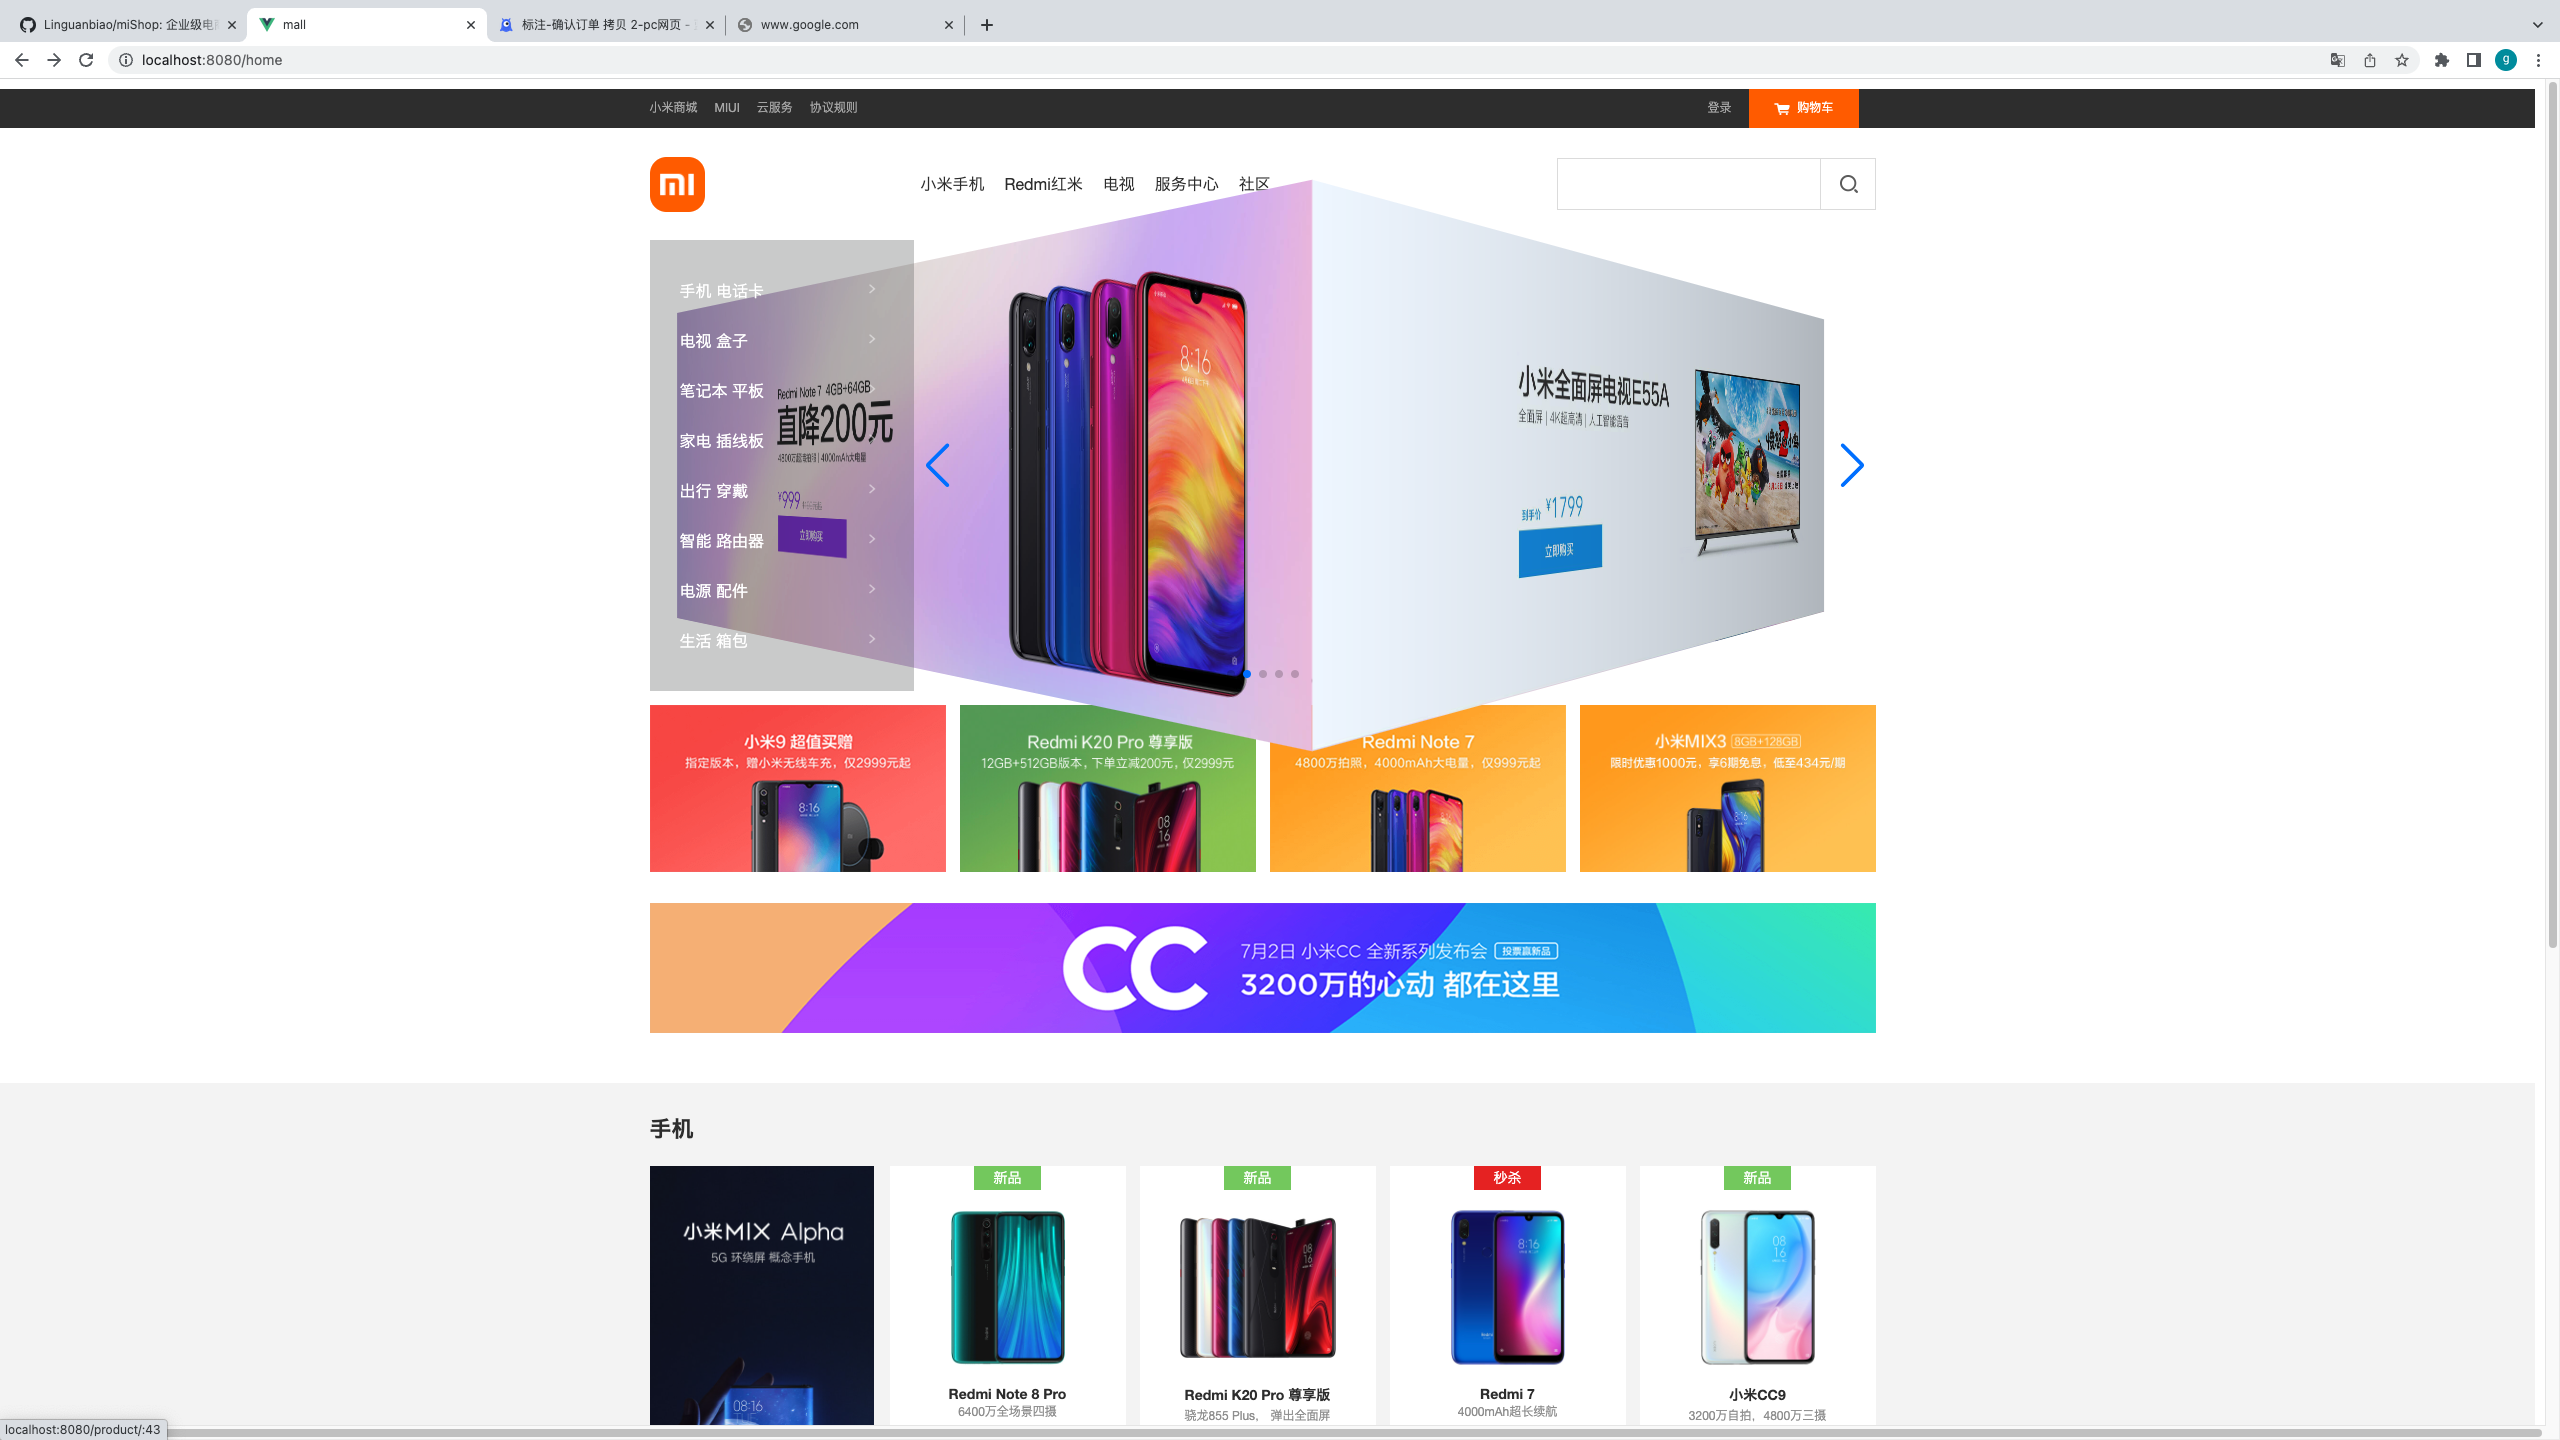 Linguanbiao/miShop: 企业级电
mall
标注-确认订单 拷贝 2-pc网页 -
www.google.com
localhost:8080/home
g
小米商城 MIUI 云服务 协议规则
登录 购物车
mi
小米手机 Redmi红米 电视 服务中心 社区
手机 电话卡
电视 盒子
笔记本 平板
家电 插线板
出行 穿戴
智能 路由器
电源 配件
生活 箱包
Redmi Note 7 4GB+64GB
直降200元
4800万超清拍照 | 4000mAh大电量
¥999
立即购买
8:16
小米全面屏电视E55A
全面屏 | 4K超高清 | 人工智能语音
到手价 ¥1799
立即购买
小米9 超值买赠
指定版本，赠小米无线车充，仅2999元起
8:16
Redmi K20 Pro 尊享版
12GB+512GB版本, 下单立减200元, 仅2999元
08
16
Redmi Note 7
4800万拍照，4000mAh大电量，仅999元起
小米MIX3 8GB+128GB
限时优惠1000元，享6期免息，低至434元/期
CC
7月2日 小米CC 全新系列发布会 投票赢新品
3200万的心动 都在这里
手机
小米MIX Alpha
5G 环绕屏 概念手机
08:16
新品
Redmi Note 8 Pro
6400万全场景四摄
新品
08
16
Redmi K20 Pro 尊享版
骁龙855 Plus， 弹出全面屏
秒杀
8:16
Redmi 7
4000mAh超长续航
新品
08
16
小米CC9
3200万自拍，4800万三摄
localhost:8080/product/:43